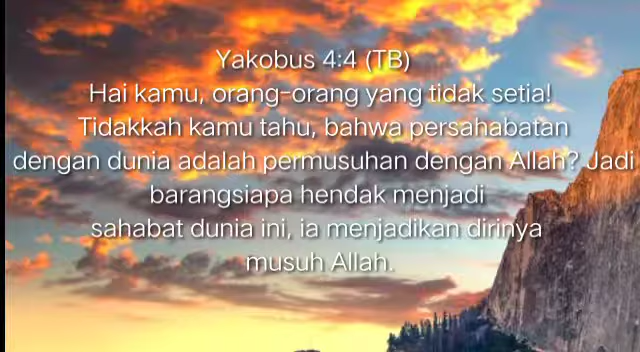 Yakobus 4:4 (TB)
Hai kamu, orang-orang yang tidak setia!
Tidakkah kamu tahu, bahwa persahabatan
dengan dunia adalah permusuhan dengan Allah? Jadi
barangsiapa hendak menjadi
sahabat dunia ini, ia menjadikan dirinya
musuh Allah.